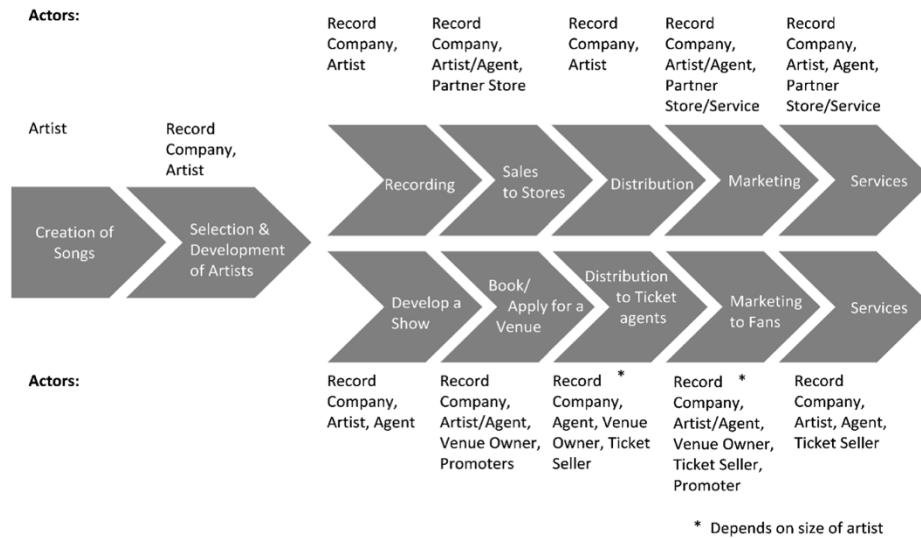 Actors:
Record
Company,
Artist
Record
Company,
Artist/Agent,
Partner Store
Record
Company,
Artist
Record
Company,
Artist/Agent,
Partner
Store/Service
Record
Company,
Artist, Agent,
Partner
Store/Service
Artist
Record
Company,
Artist
Creation of
Songs
Selection &
Development
of Artists
Recording
Sales
to Stores
Distribution
Marketing
Services
Develop a
Show
Book/
Apply for a
Venue
Distribution
to Ticket
agents
Marketing
to Fans
Services
Actors:
Record
Company,
Artist, Agent
Record
Company,
Artist/Agent,
Venue Owner,
Promoters
Record *
Company,
Agent, Venue
Owner, Ticket
Seller
Record *
Company,
Artist/Agent,
Venue Owner,
Ticket Seller,
Promoter
Record
Company,
Artist, Agent,
Ticket Seller
* Depends on size of artist